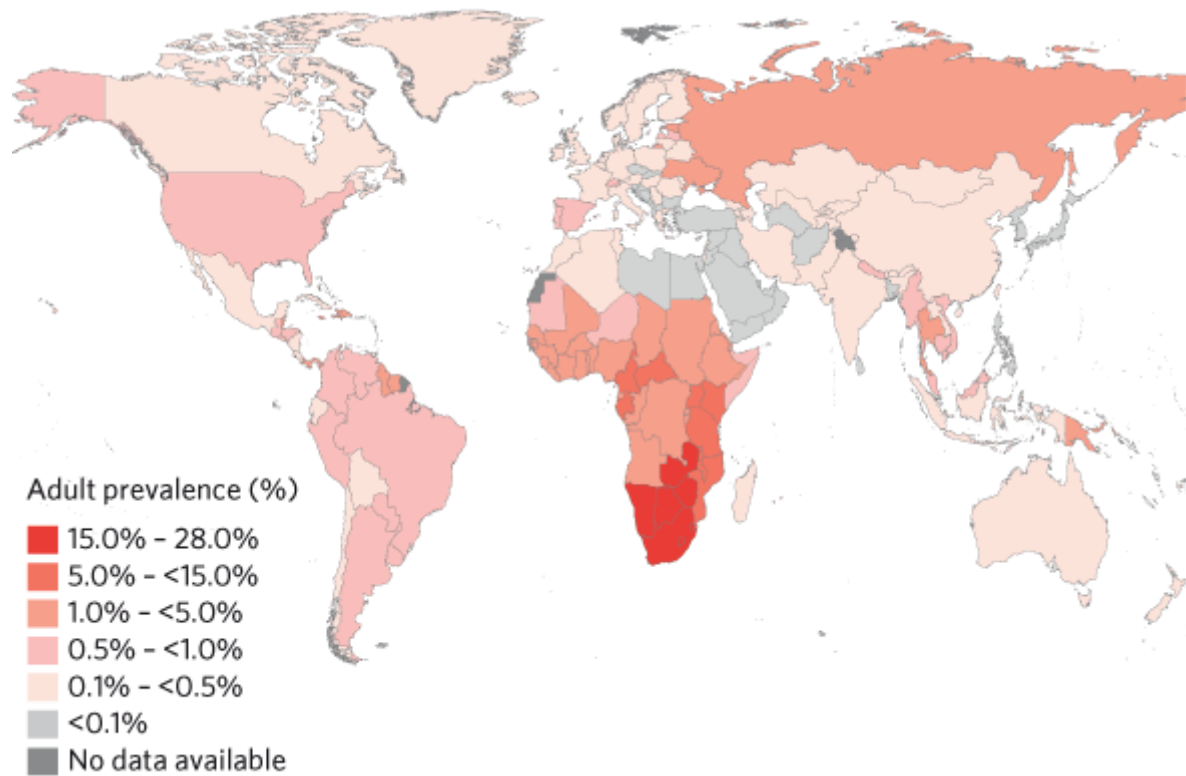 Adult prevalence (%)
15.0% – 28.0%
5.0% – <15.0%
1.0% – <5.0%
0.5% – <1.0%
0.1% – <0.5%
<0.1%
No data available